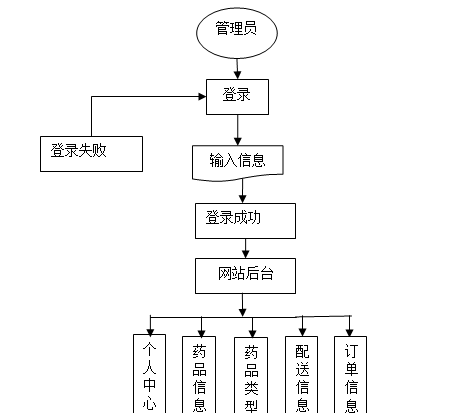 管理员
登录
登录失败
输入信息
登录成功
网站后台
个人中心
药品信息
药品类型
配送信息
订单信息